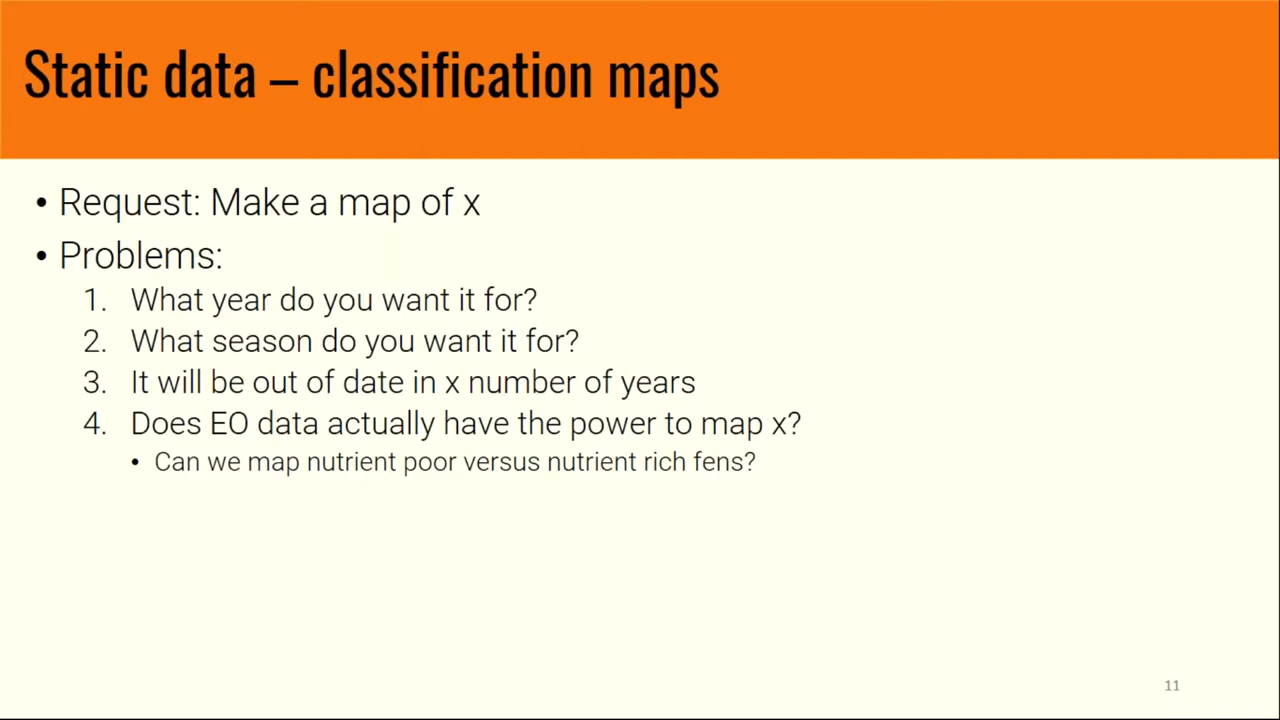 Static data – classification maps
• Request: Make a map of x
• Problems:
1. What year do you want it for?
2. What season do you want it for?
3. It will be out of date in x number of years
4. Does EO data actually have the power to map x?
• Can we map nutrient poor versus nutrient rich fens?
11